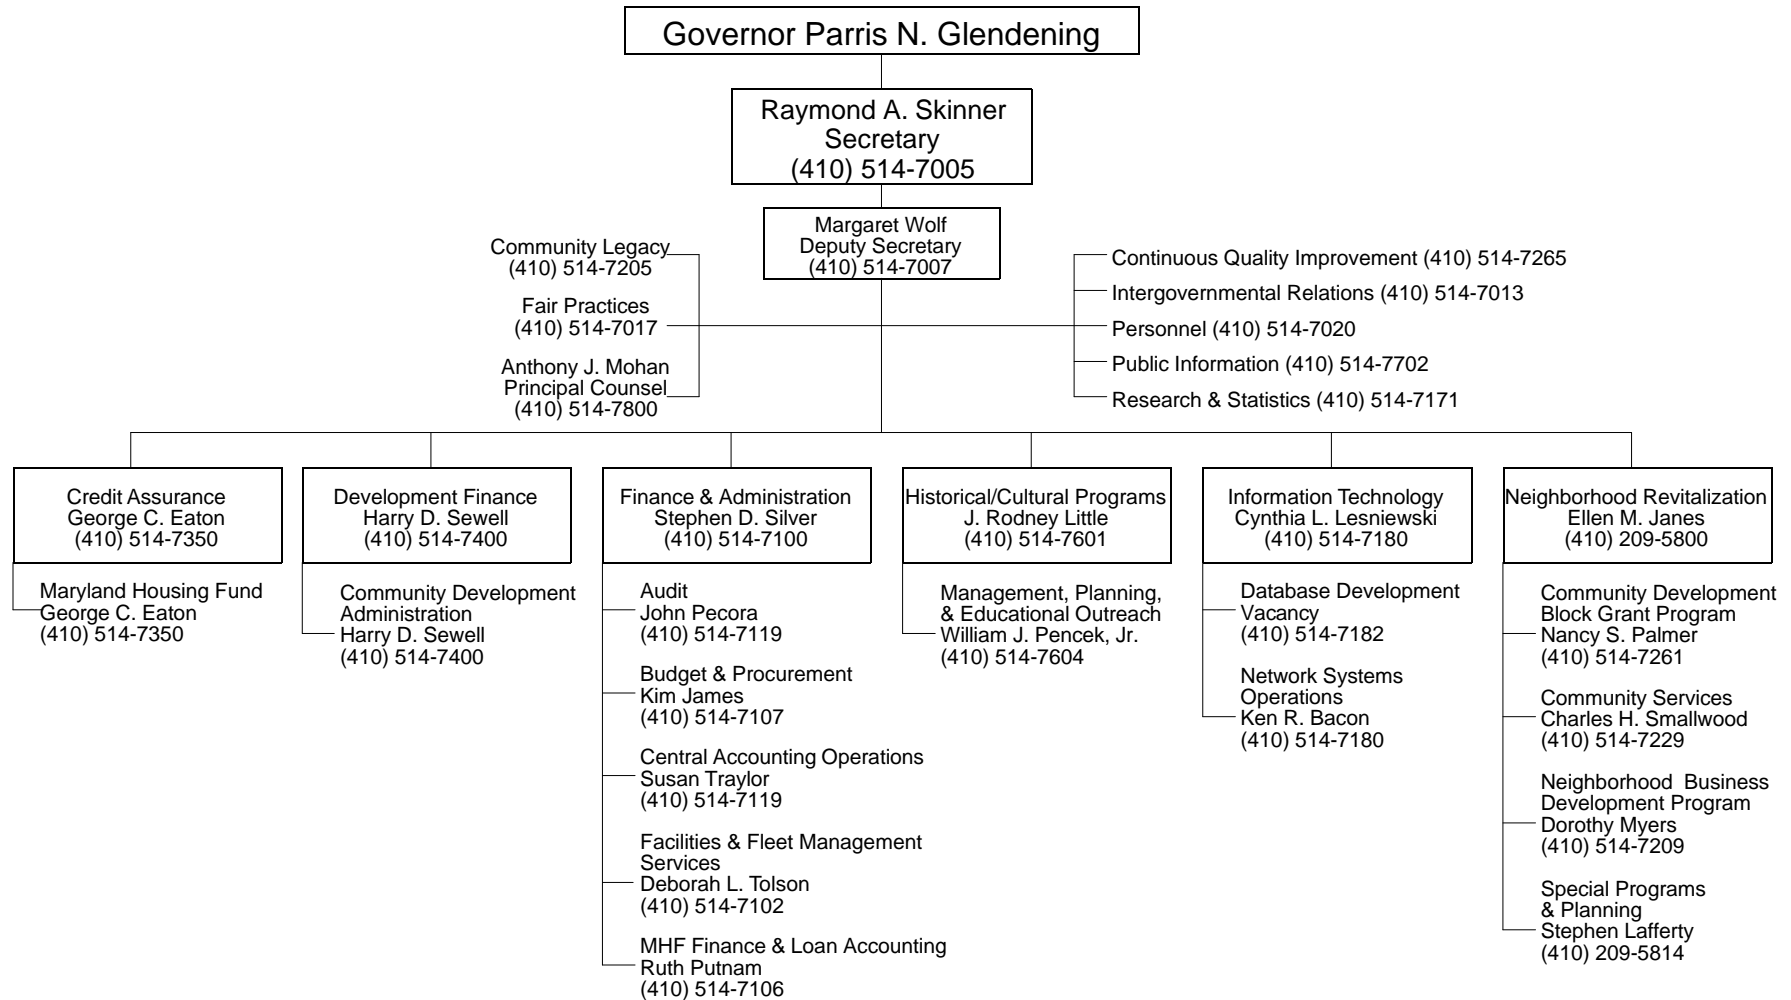 Governor Parris N. Glendening
Raymond A. Skinner
Secretary
(410) 514-7005
Margaret Wolf
Deputy Secretary
(410) 514-7007
Community Legacy
(410) 514-7205
Fair Practices
(410) 514-7017
Anthony J. Mohan
Principal Counsel
(410) 514-7800
Continuous Quality Improvement (410) 514-7265
Intergovernmental Relations (410) 514-7013
Personnel (410) 514-7020
Public Information (410) 514-7702
Research & Statistics (410) 514-7171
Credit Assurance
George C. Eaton
(410) 514-7350
Maryland Housing Fund
George C. Eaton
(410) 514-7350
Development Finance
Harry D. Sewell
(410) 514-7400
Community Development
Administration
Harry D. Sewell
(410) 514-7400
Finance & Administration
Stephen D. Silver
(410) 514-7100
Audit
John Pecora
(410) 514-7119
Budget & Procurement
Kim James
(410) 514-7107
Central Accounting Operations
Susan Traylor
(410) 514-7119
Facilities & Fleet Management
Services
Deborah L. Tolson
(410) 514-7102
MHF Finance & Loan Accounting
Ruth Putnam
(410) 514-7106
Historical/Cultural Programs
J. Rodney Little
(410) 514-7601
Management, Planning,
& Educational Outreach
William J. Pencek, Jr.
(410) 514-7604
Information Technology
Cynthia L. Lesniewski
(410) 514-7180
Database Development
Vacancy
(410) 514-7182
Network Systems
Operations
Ken R. Bacon
(410) 514-7180
Neighborhood Revitalization
Ellen M. Janes
(410) 209-5800
Community Development
Block Grant Program
Nancy S. Palmer
(410) 514-7261
Community Services
Charles H. Smallwood
(410) 514-7229
Neighborhood  Business
Development Program
Dorothy Myers
(410) 514-7209
Special Programs
& Planning
Stephen Lafferty
(410) 209-5814